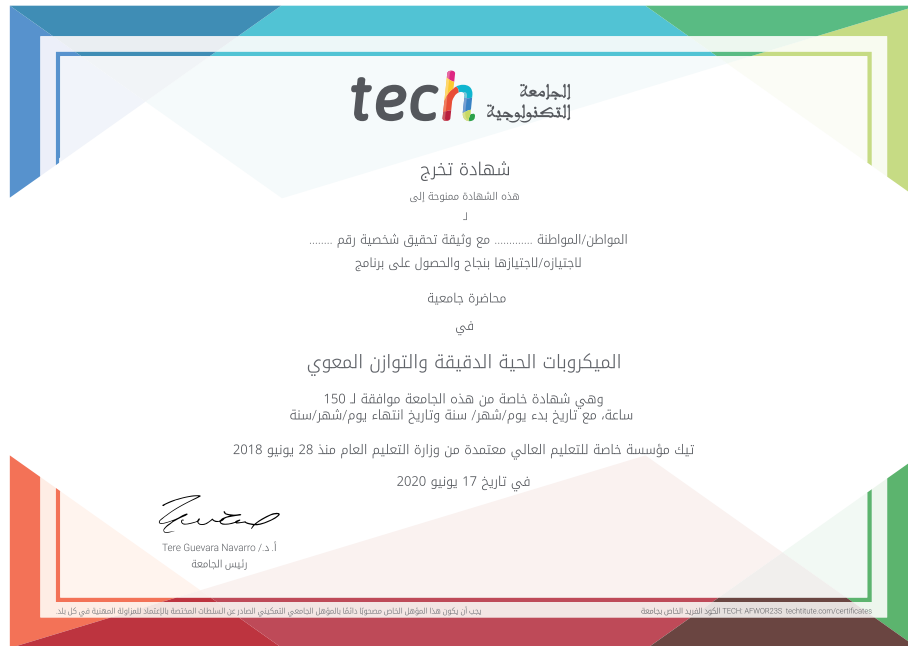 tech الجامعة
التكنولوجية
شهادة تخرج
هذه الشهادة ممنوحة إلى
لـ
المواطن/المواطنة ............. مع وثيقة تحقيق شخصية رقم ........
لاجتيازه/لاجتيازها بنجاح والحصول على برنامج
محاضرة جامعية
في
الميكروبات الحية الدقيقة والتوازن المعوي
وهي شهادة خاصة من هذه الجامعة موافقة لـ 150
ساعة، مع تاريخ بدء يوم/شهر/ سنة وتاريخ انتهاء يوم/شهر/سنة
تيك مؤسسة خاصة للتعليم العالي معتمدة من وزارة التعليم العام منذ 28 يونيو 2018
في تاريخ 17 يونيو 2020
أ. د./ Tere Guevara Navarro
رئيس الجامعة
يجب أن يكون هذا المؤهل الخاص مصحوبًا دائمًا بالمؤهل الجامعي التمكيني الصادر عن السلطات المختصة بالإعتماد للمزاولة المهنية في كل بلد.
الكود الفريد الخاص بجامعة TECH: AFWOR23S techtitute.com/certificates